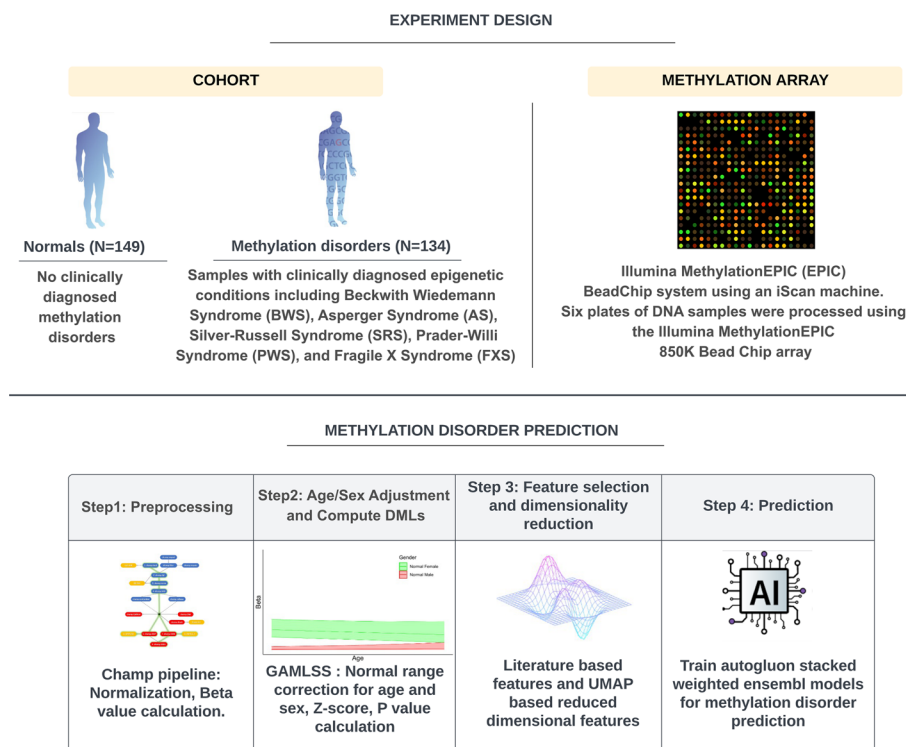 EXPERIMENT DESIGN
COHORT
Normals (N=149)
No clinically
diagnosed
methylation
disorders
Methylation disorders (N=134)
Samples with clinically diagnosed epigenetic
conditions including Beckwith Wiedemann
Syndrome (BWS), Asperger Syndrome (AS),
Silver-Russell Syndrome (SRS), Prader-Willi
Syndrome (PWS), and Fragile X Syndrome (FXS)
METHYLATION ARRAY
Illumina MethylationEPIC (EPIC)
BeadChip system using an iScan machine.
Six plates of DNA samples were processed using
the Illumina MethylationEPIC
850K Bead Chip array
METHYLATION DISORDER PREDICTION
Step1: Preprocessing
Champ pipeline:
Normalization, Beta
value calculation.
Step2: Age/Sex Adjustment
and Compute DMLs
Gender
Normal Female
Normal Male
Beta
Age
GAMLSS : Normal range
correction for age and
sex, Z-score, P value
calculation
Step 3: Feature selection
and dimensionality
reduction
Literature based
features and UMAP
based reduced
dimensional features
Step 4: Prediction
AI
Train autogluon stacked
weighted ensembl models
for methylation disorder
prediction